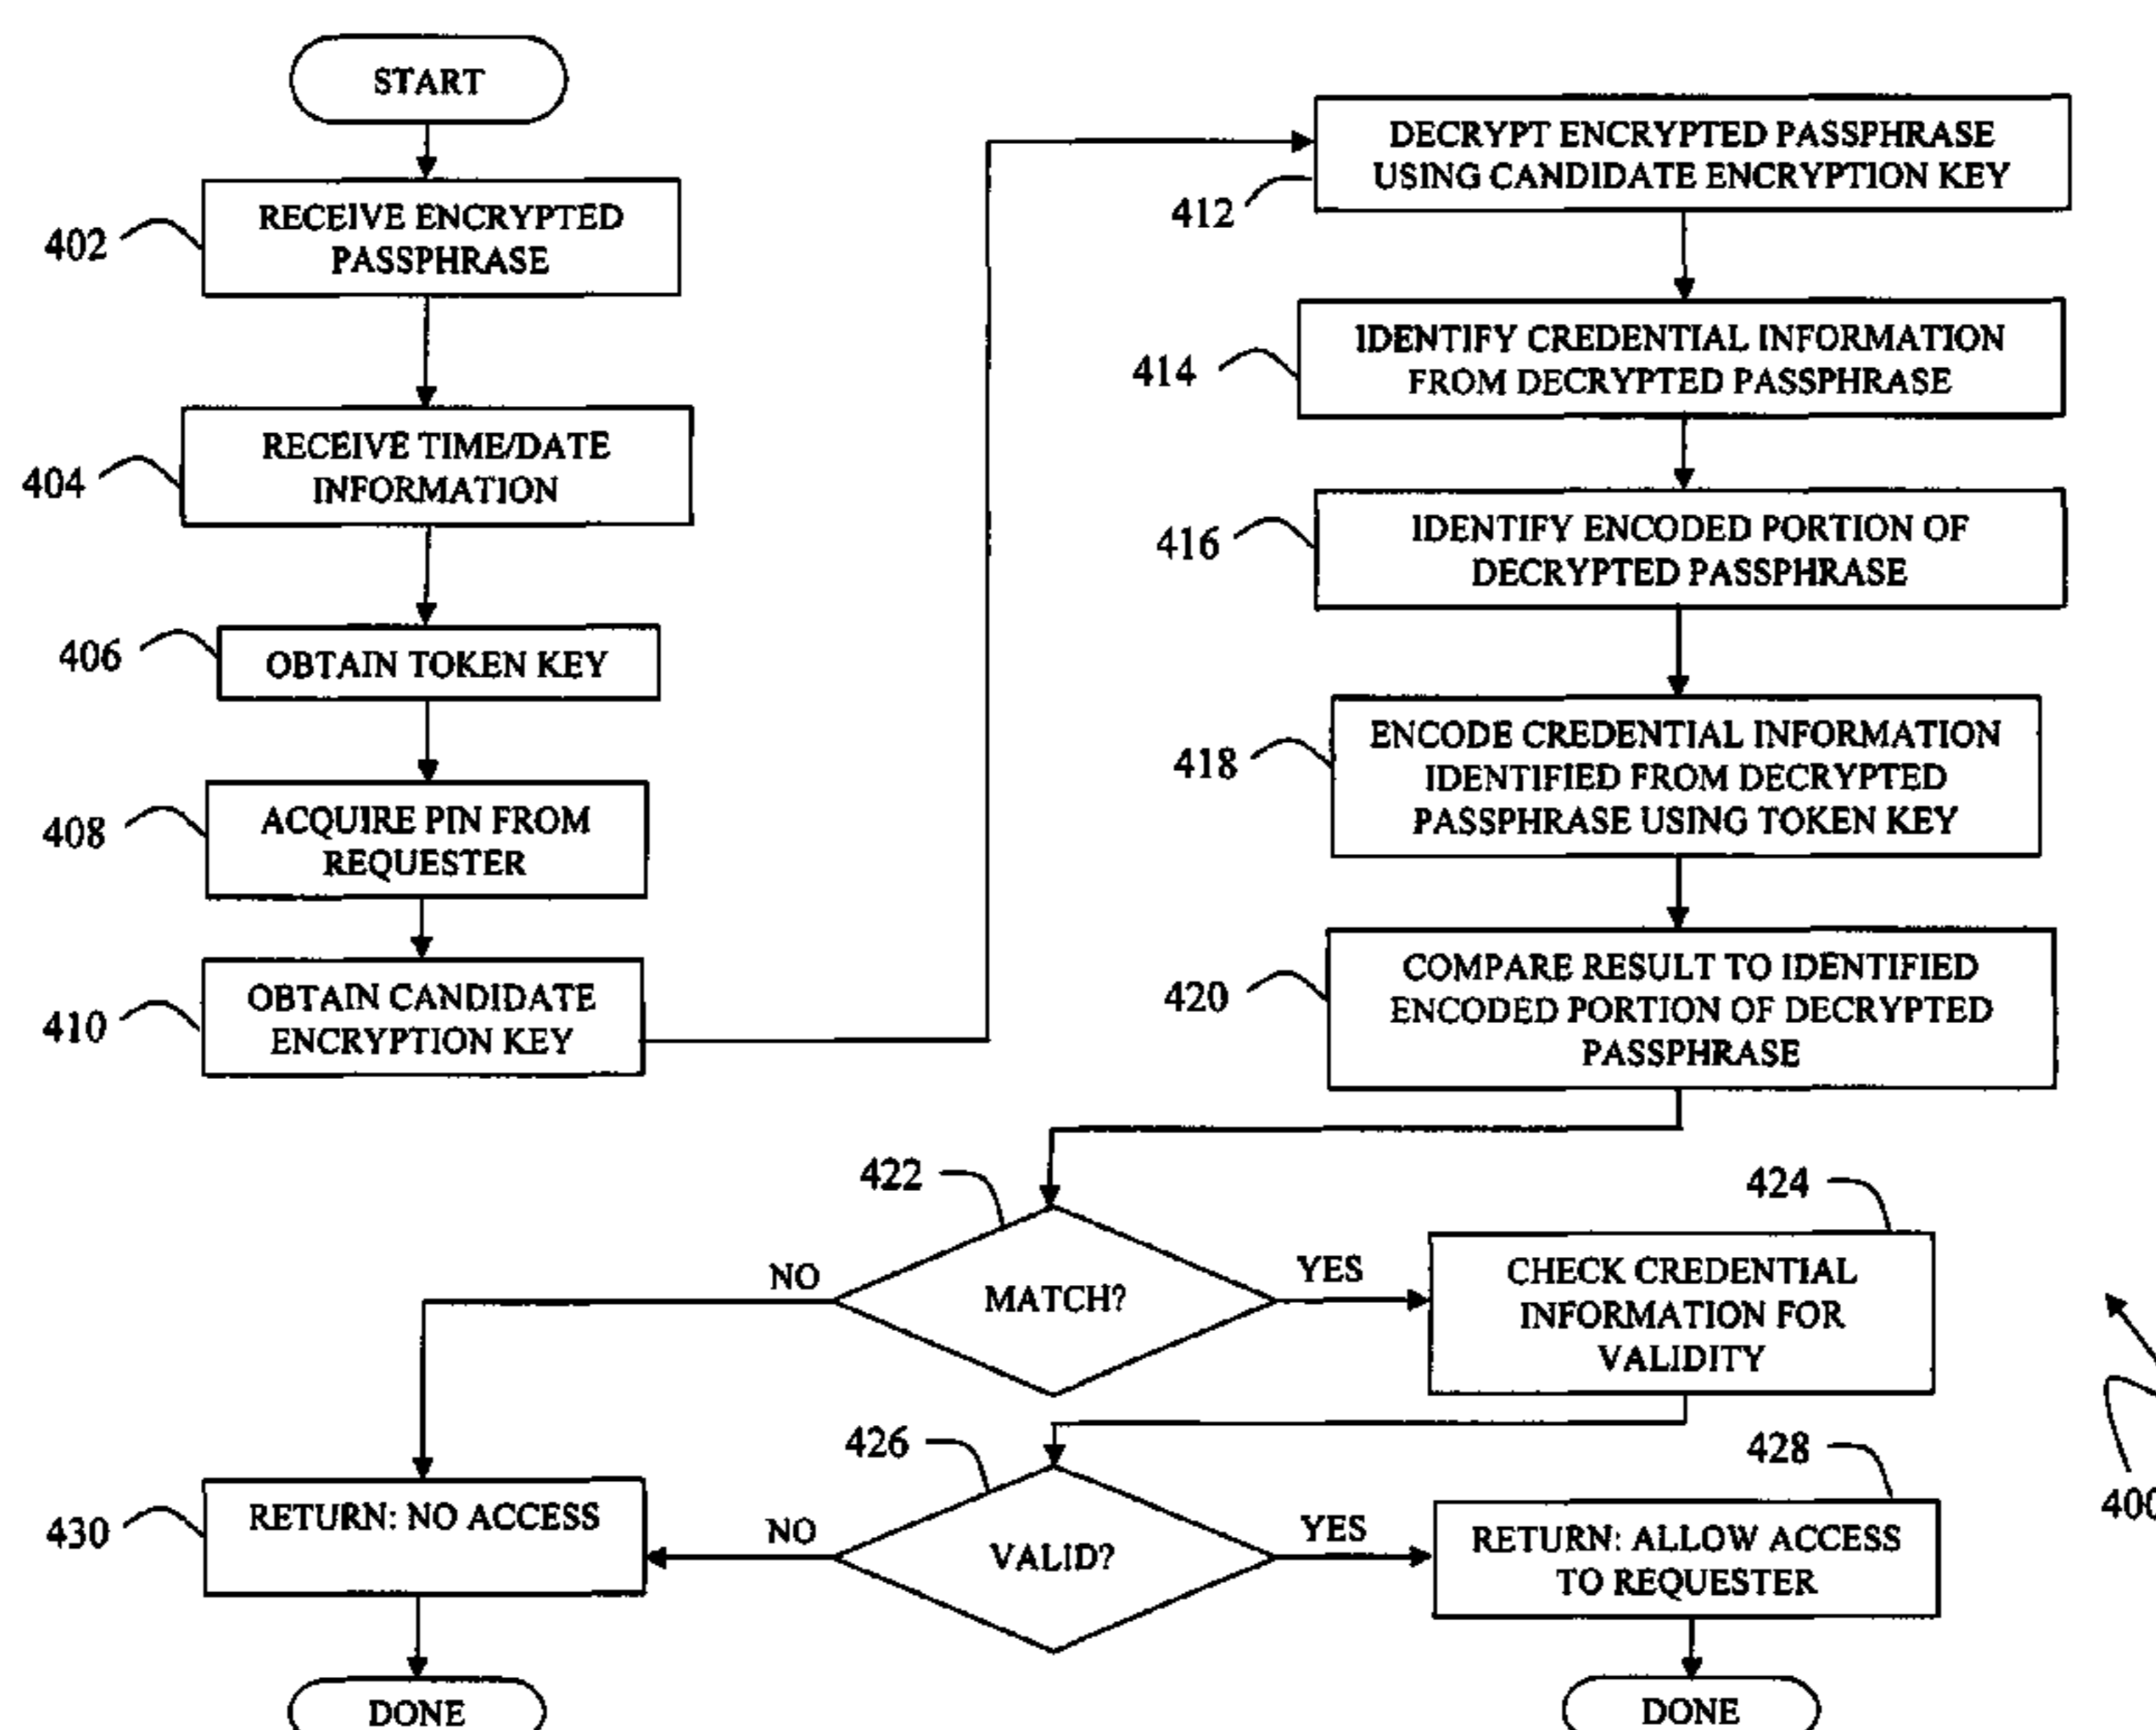 START
402
RECEIVE ENCRYPTED
PASSPHRASE
404
RECEIVE TIME/DATE
INFORMATION
406
OBTAIN TOKEN KEY
408
ACQUIRE PIN FROM
REQUESTER
410
OBTAIN CANDIDATE
ENCRYPTION KEY
DECRYPT ENCRYPTED PASSPHRASE
USING CANDIDATE ENCRYPTION KEY
412
IDENTIFY CREDENTIAL INFORMATION
FROM DECRYPTED PASSPHRASE
414
IDENTIFY ENCODED PORTION OF
DECRYPTED PASSPHRASE
416
ENCODE CREDENTIAL INFORMATION
IDENTIFIED FROM DECRYPTED
PASSPHRASE USING TOKEN KEY
418
COMPARE RESULT TO IDENTIFIED
ENCODED PORTION OF DECRYPTED
PASSPHRASE
420
422
MATCH?
NO
YES
424
CHECK CREDENTIAL
INFORMATION FOR
VALIDITY
426
VALID?
NO
YES
428
RETURN: ALLOW ACCESS
TO REQUESTER
430
RETURN: NO ACCESS
400
DONE
DONE